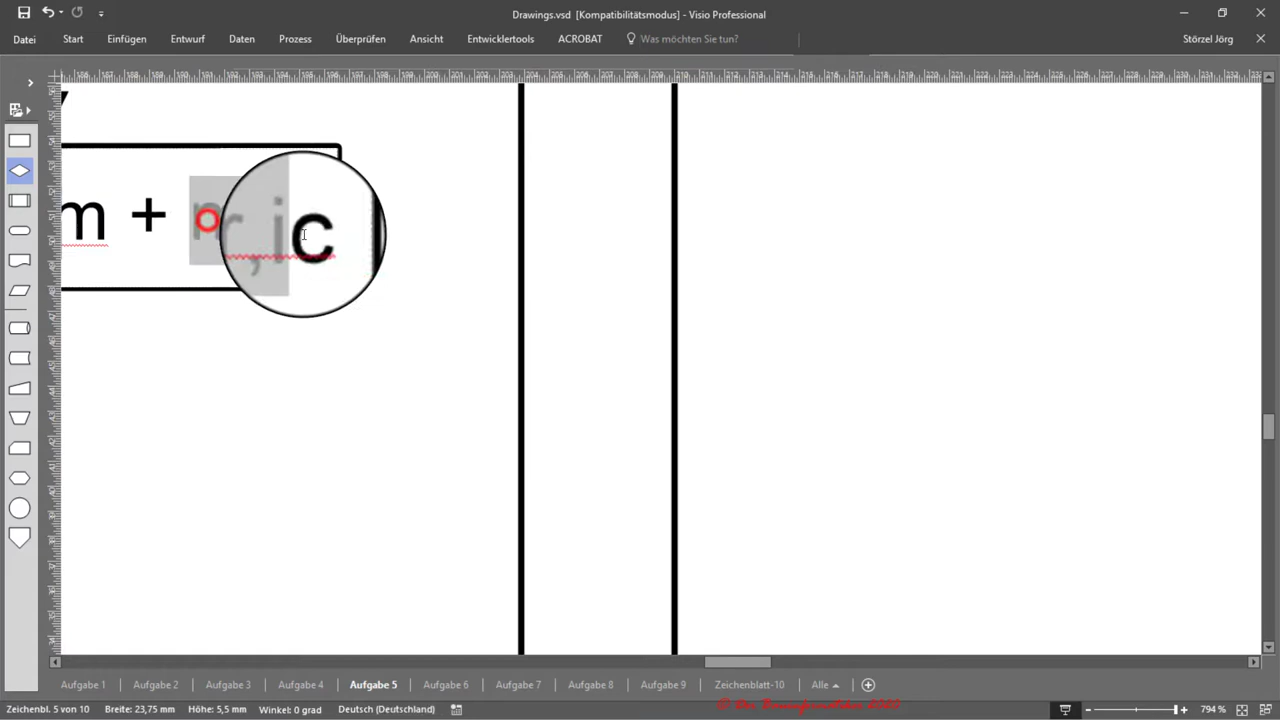 Drawings.vsd [Kompatibilitätsmodus] - Visio Professional
Datei Start Einfügen Entwurf Daten Prozess Überprüfen Ansicht Entwicklertools ACROBAT Was möchten Sie tun? Störzel Jörg
m +
c
Aufgabe 1 Aufgabe 2 Aufgabe 3 Aufgabe 4 Aufgabe 5 Aufgabe 6 Aufgabe 7 Aufgabe 8 Aufgabe 9 Zeichenblatt-10 Alle
Zeichenbl. 5 von 10 Breite: 23,75 mm Höhe: 5,5 mm Winkel: 0 grad Deutsch (Deutschland) 794 %